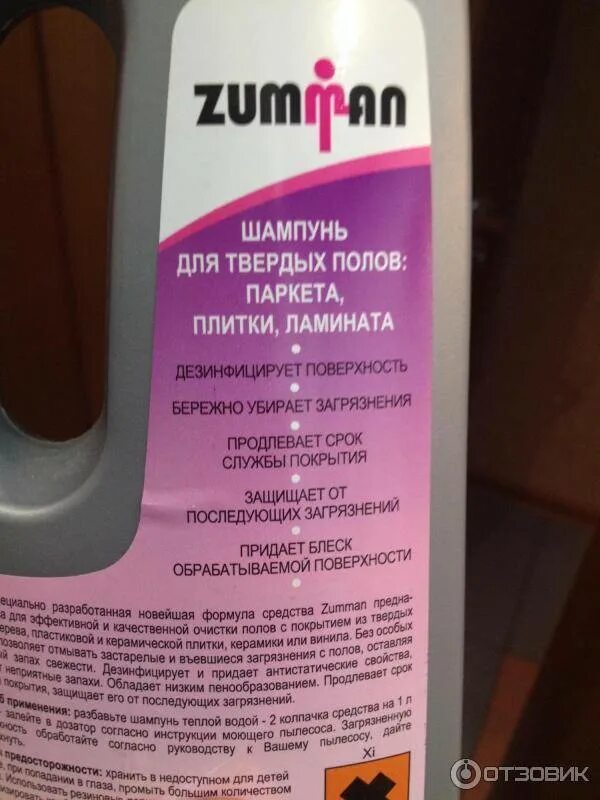 ZUMMAN
ШАМПУНЬ
ДЛЯ ТВЕРДЫХ ПОЛОВ:
ПАРКЕТА,
ПЛИТКИ, ЛАМИНАТА
ДЕЗИНФИЦИРУЕТ ПОВЕРХНОСТЬ
БЕРЕЖНО УБИРАЕТ ЗАГРЯЗНЕНИЯ
ПРОДЛЕВАЕТ СРОК
СЛУЖБЫ ПОКРЫТИЯ
ЗАЩИЩАЕТ ОТ
ПОСЛЕДУЮЩИХ ЗАГРЯЗНЕНИЙ
ПРИДАЕТ БЛЕСК
ОБРАБАТЫВАЕМОЙ ПОВЕРХНОСТИ
разработанная новейшая формула средства Zumman предна-
для эффективной и качественной очистки полов с покрытием из твердых
пластиковой и керамической плитки, керамики или винила. Без особых
позволяет отмывать застарелые и въевшиеся загрязнения с полов, оставляя
запах свежести. Дезинфицирует и придает антистатические свойства,
неприятные запахи. Обладает низким пенообразованием. Продлевает срок
покрытия, защищает его от последующих загрязнений.
применения: разбавьте шампунь теплой водой - 2 колпачка средства на 1 л
залейте в дозатор согласно инструкции моющего пылесоса. Загрязненную
обработайте согласно руководству к Вашему пылесосу, дайте
предосторожности: хранить в недоступном для детей
при попадании в глаза, промыть большим количеством
Использовать резиновые
Xi
ОТЗОВИК